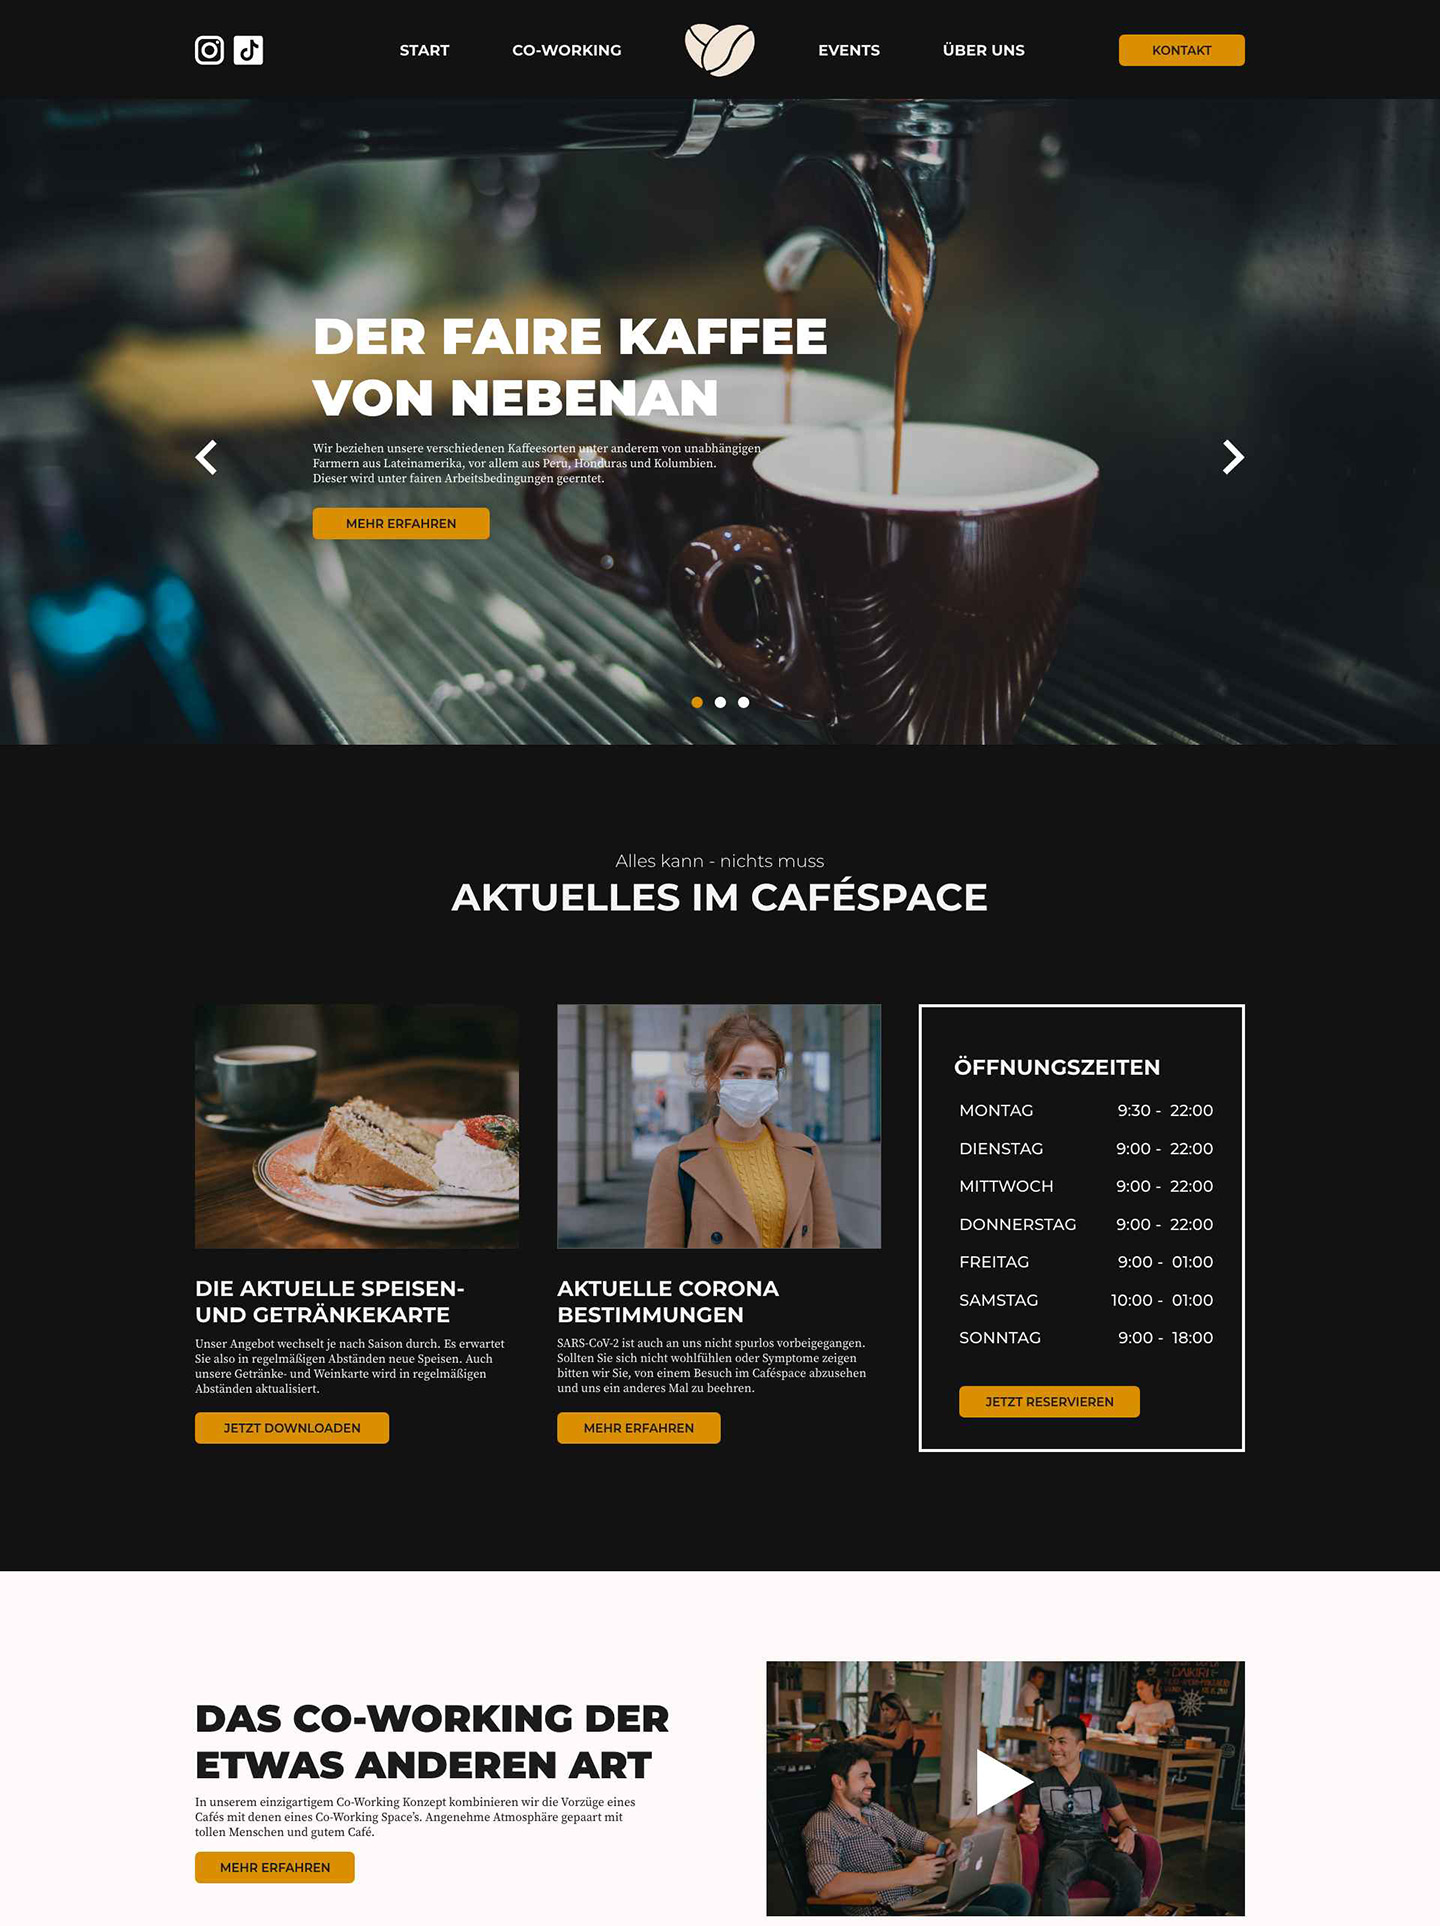 START
CO-WORKING
EVENTS
ÜBER UNS
KONTAKT
DER FAIRE KAFFEE
VON NEBENAN
Wir beziehen unsere verschiedenen Kaffeesorten unter anderem von unabhängigen
Farmern aus Lateinamerika, vor allem aus Peru, Honduras und Kolumbien.
Dieser wird unter fairen Arbeitsbedingungen geerntet.
MEHR ERFAHREN
Alles kann - nichts muss
AKTUELLES IM CAFÉSPACE
DIE AKTUELLE SPEISEN-
UND GETRÄNKEKARTE
Unser Angebot wechselt je nach Saison durch. Es erwartet
Sie also in regelmäßigen Abständen neue Speisen. Auch
unsere Getränke- und Weinkarte wird in regelmäßigen
Abständen aktualisiert.
JETZT DOWNLOADEN
AKTUELLE CORONA
BESTIMMUNGEN
SARS-CoV-2 ist auch an uns nicht spurlos vorbeigegangen.
Sollten Sie sich nicht wohlfühlen oder Symptome zeigen
bitten wir Sie, von einem Besuch im Caféspace abzusehen
und uns ein anderes Mal zu beehren.
MEHR ERFAHREN
ÖFFNUNGSZEITEN
MONTAG 9:30 - 22:00
DIENSTAG 9:00 - 22:00
MITTWOCH 9:00 - 22:00
DONNERSTAG 9:00 - 22:00
FREITAG 9:00 - 01:00
SAMSTAG 10:00 - 01:00
SONNTAG 9:00 - 18:00
JETZT RESERVIEREN
DAS CO-WORKING DER
ETWAS ANDEREN ART
In unserem einzigartigem Co-Working Konzept kombinieren wir die Vorzüge eines
Cafés mit denen eines Co-Working Space's. Angenehme Atmosphäre gepaart mit
tollen Menschen und gutem Café.
MEHR ERFAHREN